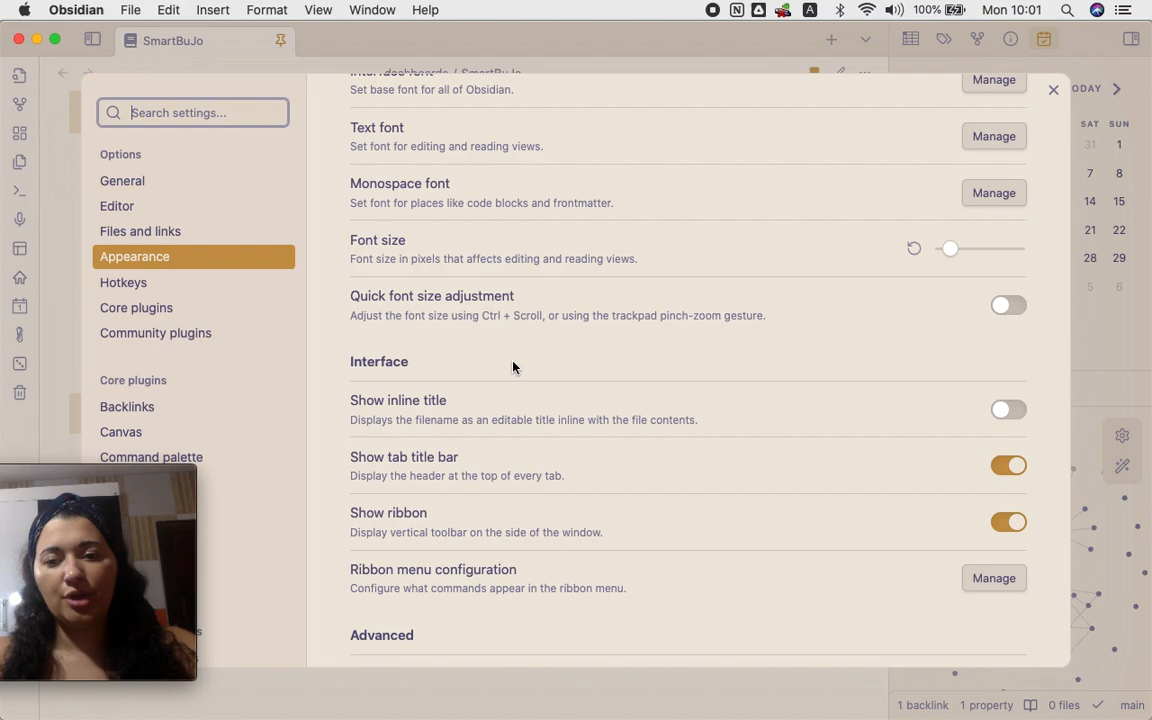 Obsidian File Edit Insert Format View Window Help 100% Mon 10:01
SmartBuJo
dashboards / SmartBuJo
ODAY
SAT SUN
31 1
7 8
14 15
21 22
28 29
5 6
Search settings...
Options
General
Editor
Files and links
Appearance
Hotkeys
Core plugins
Community plugins
Core plugins
Backlinks
Canvas
Command palette
Interface font
Set base font for all of Obsidian.
Manage
Text font
Set font for editing and reading views.
Manage
Monospace font
Set font for places like code blocks and frontmatter.
Manage
Font size
Font size in pixels that affects editing and reading views.
Quick font size adjustment
Adjust the font size using Ctrl + Scroll, or using the trackpad pinch-zoom gesture.
Interface
Show inline title
Displays the filename as an editable title inline with the file contents.
Show tab title bar
Display the header at the top of every tab.
Show ribbon
Display vertical toolbar on the side of the window.
Ribbon menu configuration
Configure what commands appear in the ribbon menu.
Manage
Advanced
1 backlink 1 property 0 files main